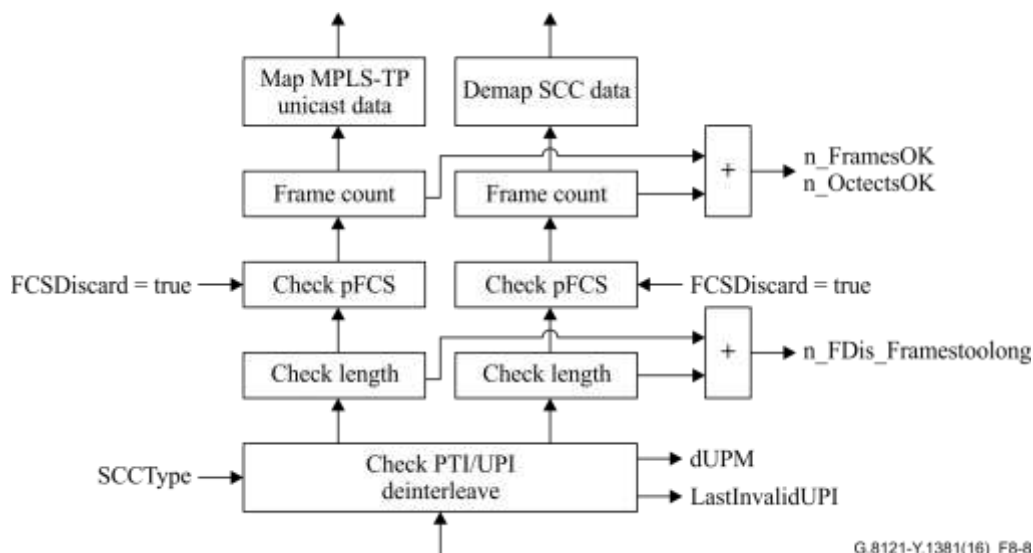 Map MPLS-TP
unicast data
Demap SCC data
+
n_FramesOK
n_OctectsOK
Frame count
Frame count
FCSDiscard = true
Check pFCS
Check pFCS
FCSDiscard = true
+
n_FDis_Framestoolong
Check length
Check length
SCCType
Check PTI/UPI
deinterleave
dUPM
LastInvalidUPI
G.8121-Y.1381(16)_F8-8